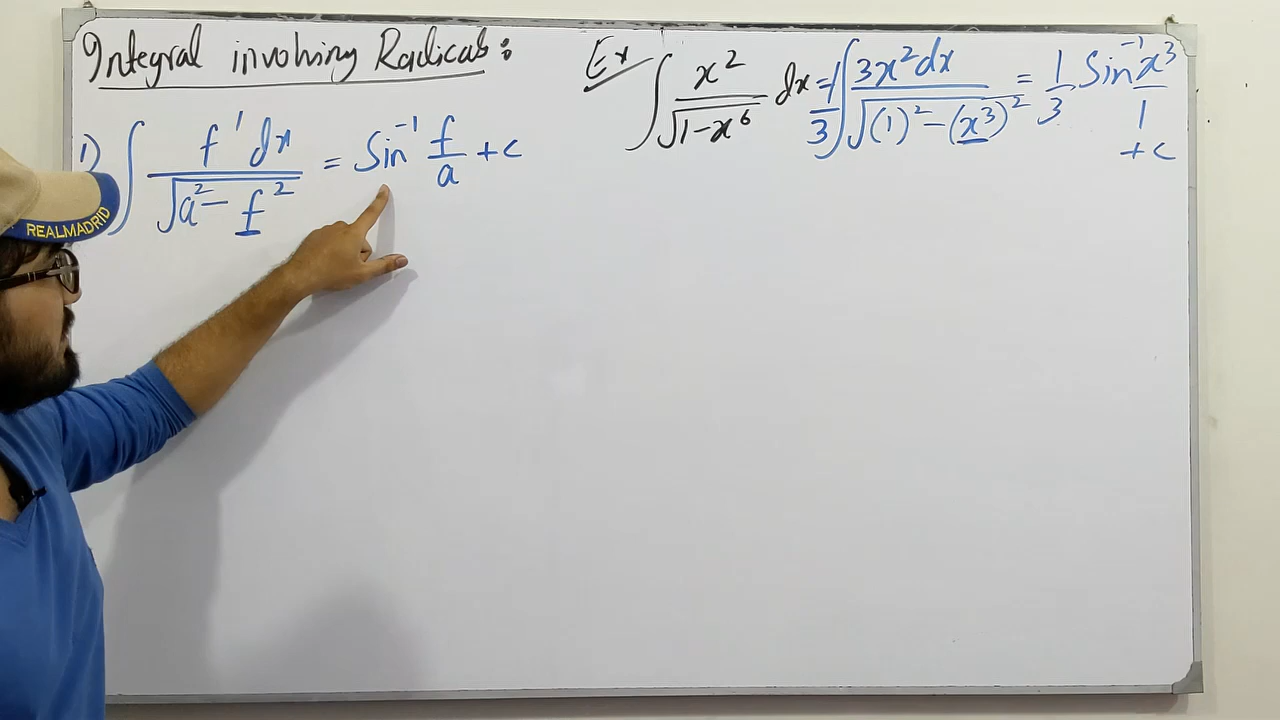 Integral involving Radicals:
1) ∫ f' dx / √(a² - f²) = Sin⁻¹ f/a + c
Ex ∫ x² / √(1-x⁶) dx = 1/3 ∫ 3x²dx / √((1)² - (x³)²) = 1/3 Sin⁻¹ x³/1
+c
REALMADRID